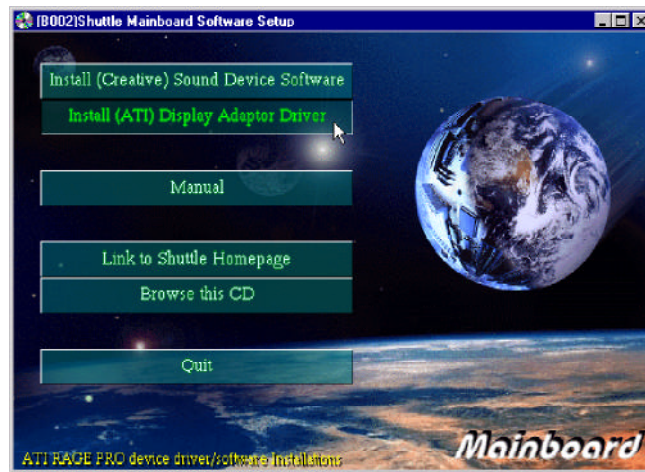 [B002]Shuttle Mainboard Software Setup
Install (Creative) Sound Device Software
Install (ATI) Display Adaptor Driver
Manual
Link to Shuttle Homepage
Browse this CD
Quit
Mainboard
ATI RAGE PRO device driver/software Installations